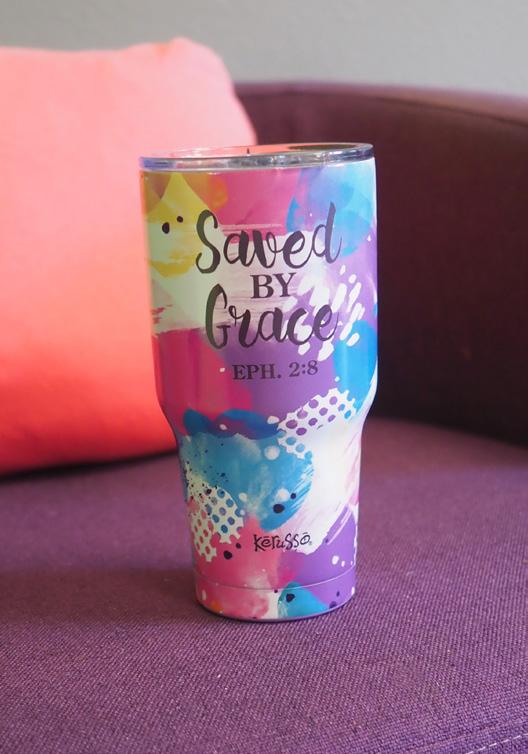 Saved
BY
Grace
EPH. 2:8
Kerusso